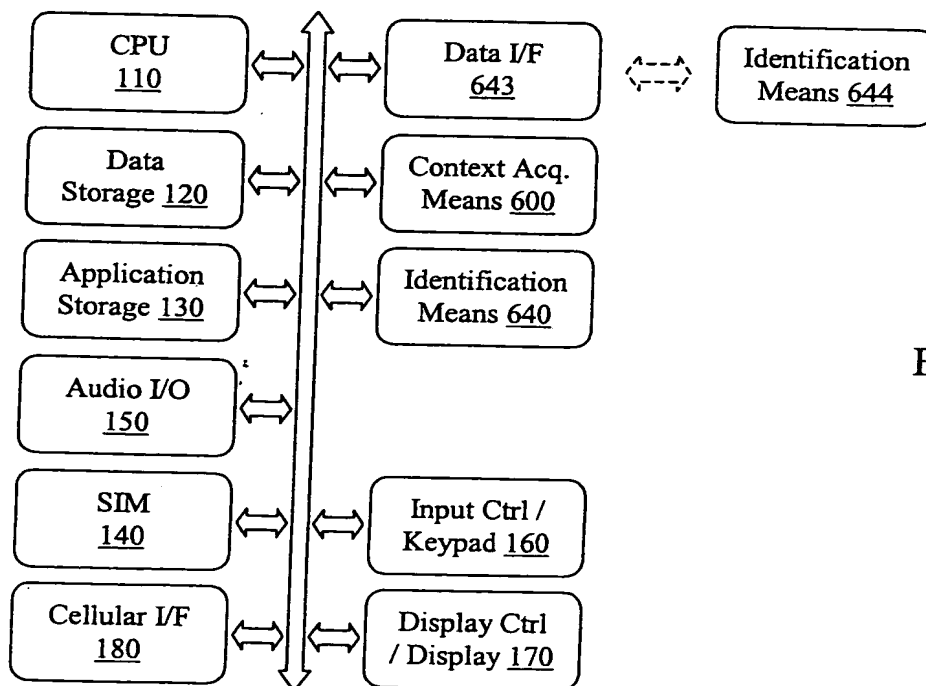 CPU
110
Data I/F
643
Identification
Means 644
Data
Storage 120
Context Acq.
Means 600
Application
Storage 130
Identification
Means 640
Audio I/O
150
SIM
140
Input Ctrl /
Keypad 160
Cellular I/F
180
Display Ctrl
/ Display 170